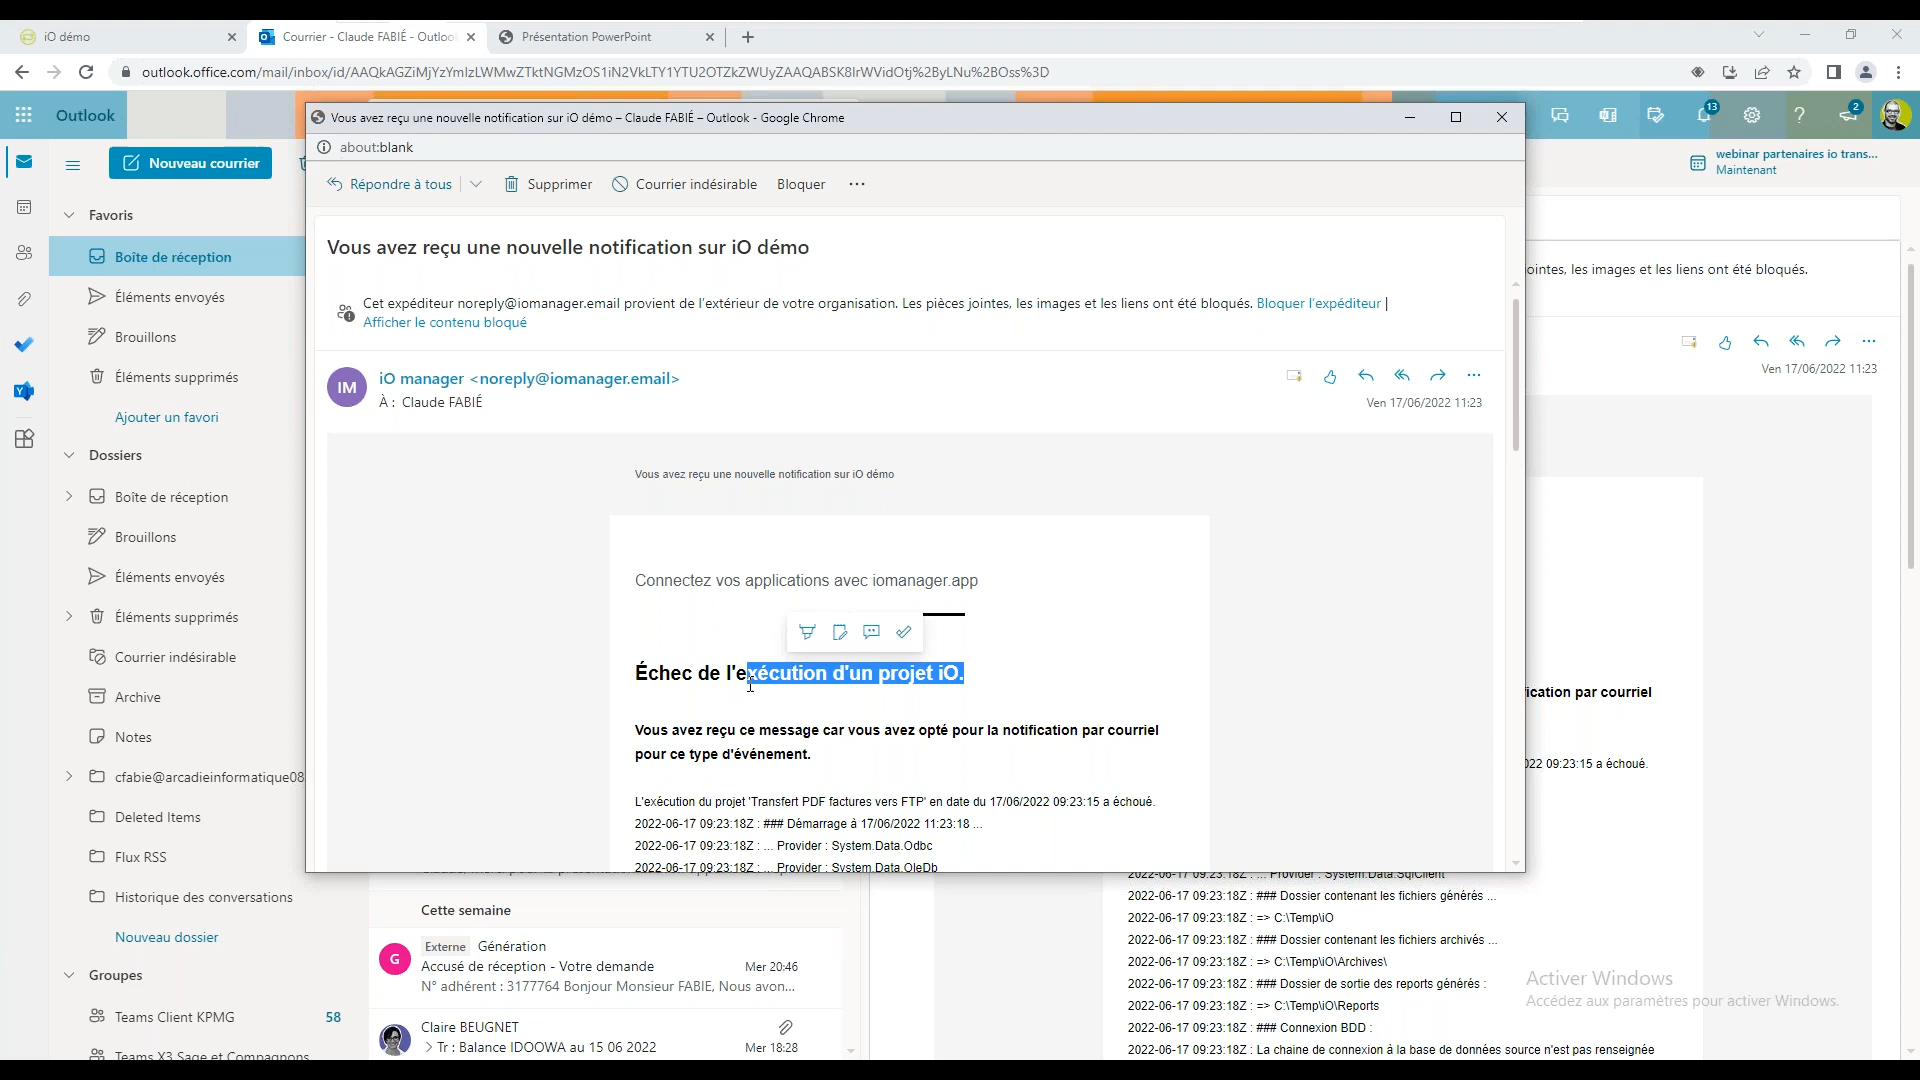 iO démo
Courrier - Claude FABIÉ - Outloo
Présentation PowerPoint
outlook.office.com/mail/inbox/id/AAQkAGZiMjYzYmIzLWMwZTktNGMzOS1iN2VkLTY1YTU2OTZkZWUyZAAQABSK8IrWVidOtj%2ByLNu%2BOss%3D
Outlook
13
2
Nouveau courrier
webinar partenaires io trans...
Maintenant
Favoris
Boîte de réception
Éléments envoyés
Brouillons
Éléments supprimés
Ajouter un favori
Dossiers
Boîte de réception
Brouillons
Éléments envoyés
Éléments supprimés
Courrier indésirable
Archive
Notes
cfabie@arcadieinformatique08
Deleted Items
Flux RSS
Historique des conversations
Nouveau dossier
Groupes
Teams Client KPMG 58
Teams X3 Sage et Compagnons
Vous avez reçu une nouvelle notification sur iO démo – Claude FABIÉ – Outlook - Google Chrome
about:blank
Répondre à tous
Supprimer
Courrier indésirable
Bloquer
Vous avez reçu une nouvelle notification sur iO démo
Cet expéditeur noreply@iomanager.email provient de l'extérieur de votre organisation. Les pièces jointes, les images et les liens ont été bloqués. Bloquer l'expéditeur |
Afficher le contenu bloqué
IM
iO manager <noreply@iomanager.email>
À : Claude FABIÉ
Ven 17/06/2022 11:23
Vous avez reçu une nouvelle notification sur iO démo
Connectez vos applications avec iomanager.app
Échec de l'exécution d'un projet iO.
Vous avez reçu ce message car vous avez opté pour la notification par courriel
pour ce type d'événement.
L'exécution du projet 'Transfert PDF factures vers FTP' en date du 17/06/2022 09:23:15 a échoué.
2022-06-17 09:23:18Z : ### Démarrage à 17/06/2022 11:23:18 ...
2022-06-17 09:23:18Z : ... Provider : System.Data.Odbc
2022-06-17 09:23:18Z : ... Provider : System.Data.OleDb
ointes, les images et les liens ont été bloqués.
Ven 17/06/2022 11:23
ication par courriel
022 09:23:15 a échoué.
Cette semaine
G
Externe Génération
Accusé de réception - Votre demande Mer 20:46
N° adhérent : 3177764 Bonjour Monsieur FABIE, Nous avon...
Claire BEUGNET
> Tr : Balance IDOOWA au 15 06 2022 Mer 18:28
2022-06-17 09:23:18Z : ... Provider : System.Data.SqlClient
2022-06-17 09:23:18Z : ### Dossier contenant les fichiers générés ...
2022-06-17 09:23:18Z : => C:\Temp\iO
2022-06-17 09:23:18Z : ### Dossier contenant les fichiers archivés ...
2022-06-17 09:23:18Z : => C:\Temp\iO\Archives\
2022-06-17 09:23:18Z : ### Dossier de sortie des reports générés :
2022-06-17 09:23:18Z : => C:\Temp\iO\Reports
2022-06-17 09:23:18Z : ### Connexion BDD :
2022-06-17 09:23:18Z : La chaine de connexion à la base de données source n'est pas renseignée
Activer Windows
Accédez aux paramètres pour activer Windows.